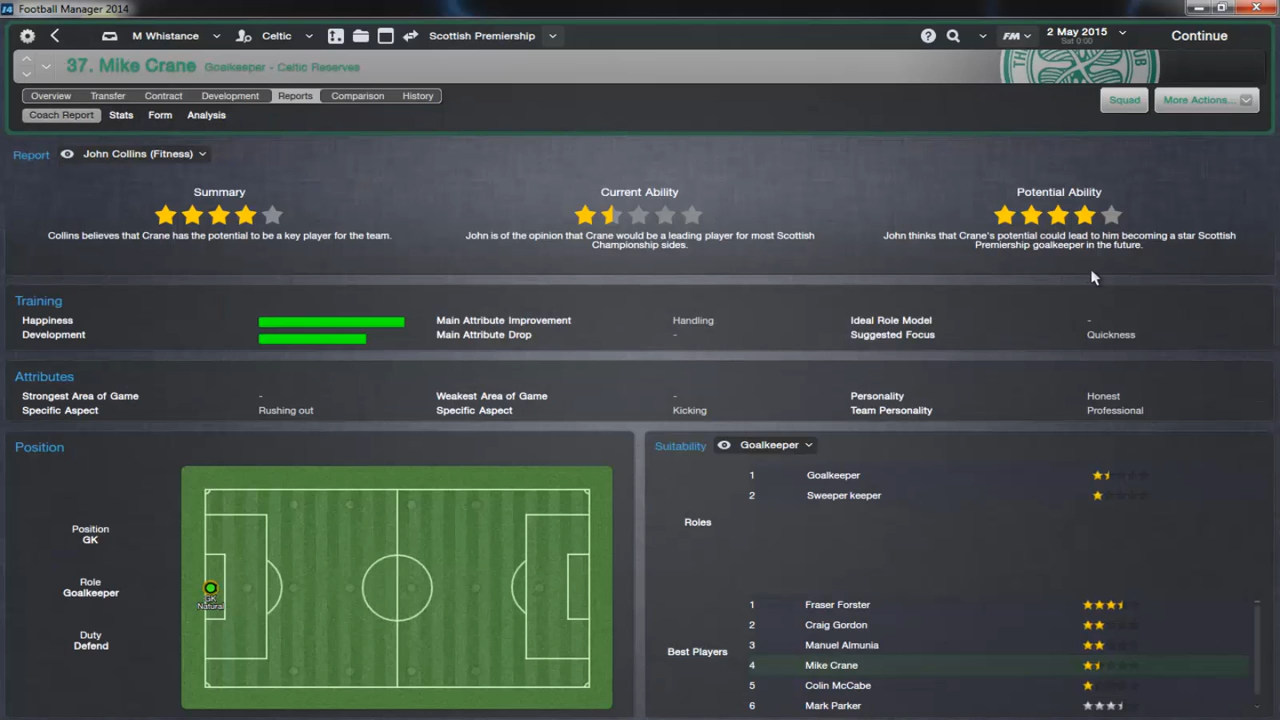 Football Manager 2014
M Whistance
Celtic
Scottish Premiership
FM
2 May 2015
Sat 0:00
Continue
37. Mike Crane Goalkeeper - Celtic Reserves
Overview Transfer Contract Development Reports Comparison History
Squad More Actions...
Coach Report Stats Form Analysis
Report John Collins (Fitness)
Summary
Collins believes that Crane has the potential to be a key player for the team.
Current Ability
John is of the opinion that Crane would be a leading player for most Scottish
Championship sides.
Potential Ability
John thinks that Crane's potential could lead to him becoming a star Scottish
Premiership goalkeeper in the future.
Training
Happiness
Development
Main Attribute Improvement Handling
Main Attribute Drop -
Ideal Role Model -
Suggested Focus Quickness
Attributes
Strongest Area of Game -
Specific Aspect Rushing out
Weakest Area of Game -
Specific Aspect Kicking
Personality Honest
Team Personality Professional
Position
Position
GK
Role
Goalkeeper
Duty
Defend
GK
Natural
Suitability Goalkeeper
Roles
1 Goalkeeper
2 Sweeper keeper
Best Players
1 Fraser Forster
2 Craig Gordon
3 Manuel Almunia
4 Mike Crane
5 Colin McCabe
6 Mark Parker